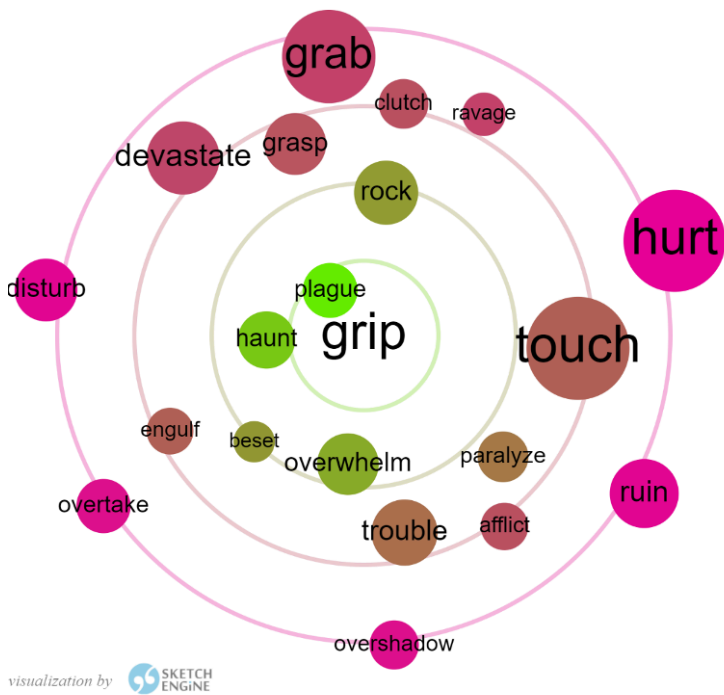 grab
clutch
ravage
devastate
grasp
rock
hurt
disturb
plague
haunt
grip
touch
engulf
beset
overwhelm
paralyze
overtake
trouble
afflict
ruin
overshadow
visualization by
SKETCH
ENGINE